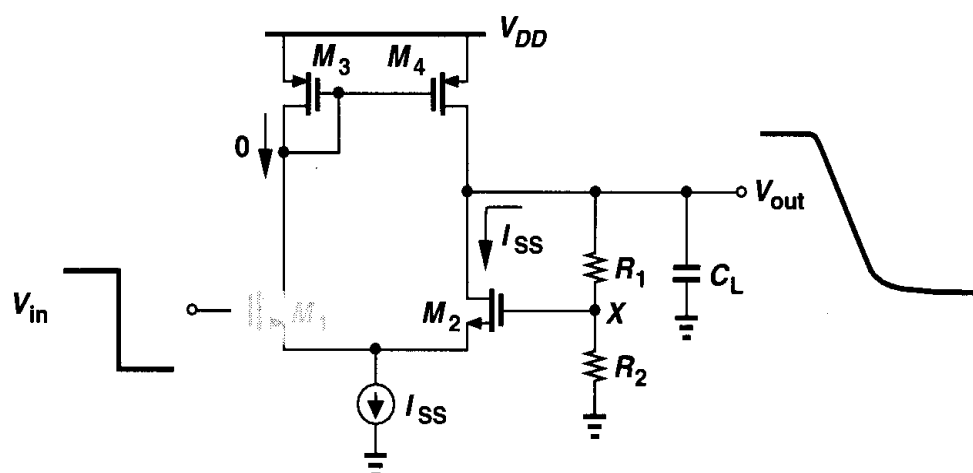 V_DD
M_3
M_4
0
V_out
I_SS
R_1
C_L
V_in
M_1
M_2
X
R_2
I_SS